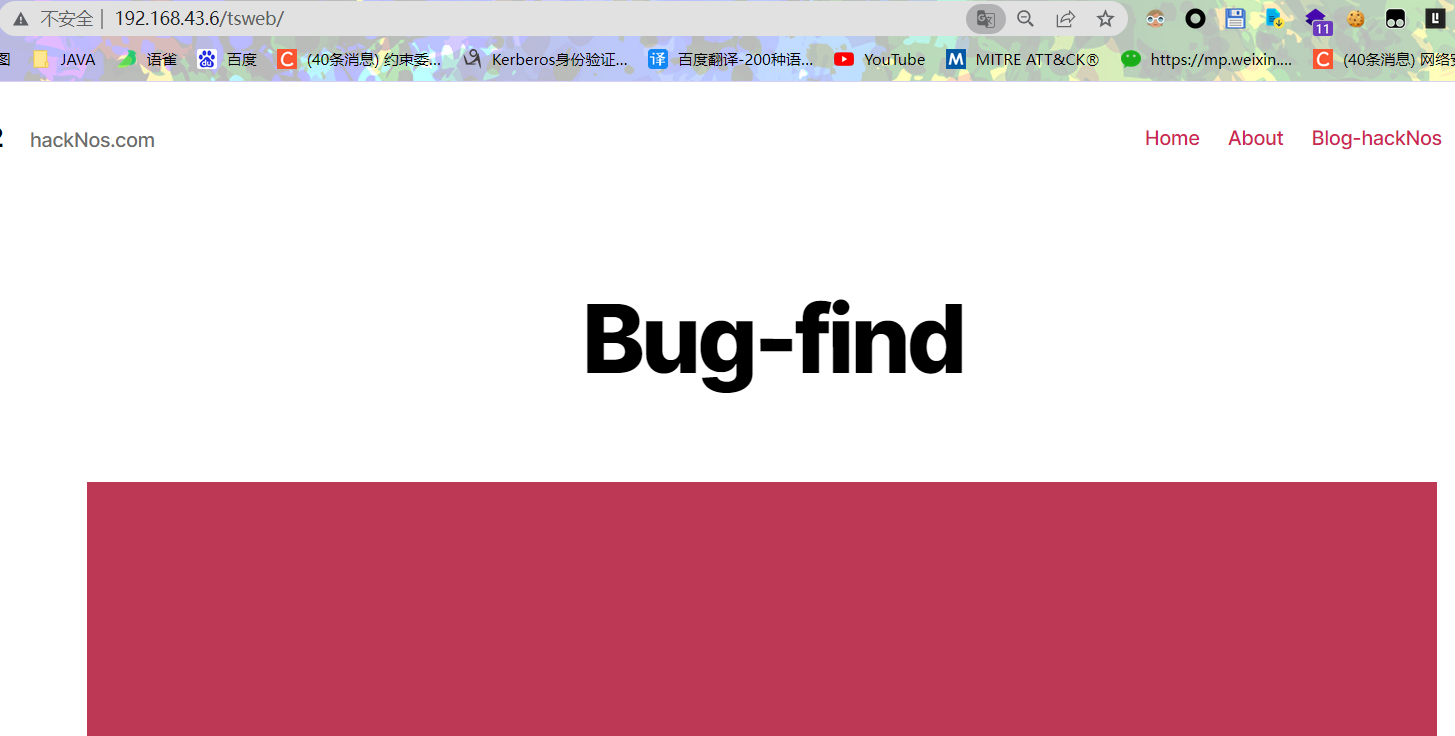 不安全 | 192.168.43.6/tsweb/
11
图 JAVA 语雀 百度 C (40条消息) 约束委... Kerberos身份验证... 译 百度翻译-200种语... YouTube M MITRE ATT&CK® https://mp.weixin.... C (40条消息) 网络安
2 hackNos.com Home About Blog-hackNos
Bug-find